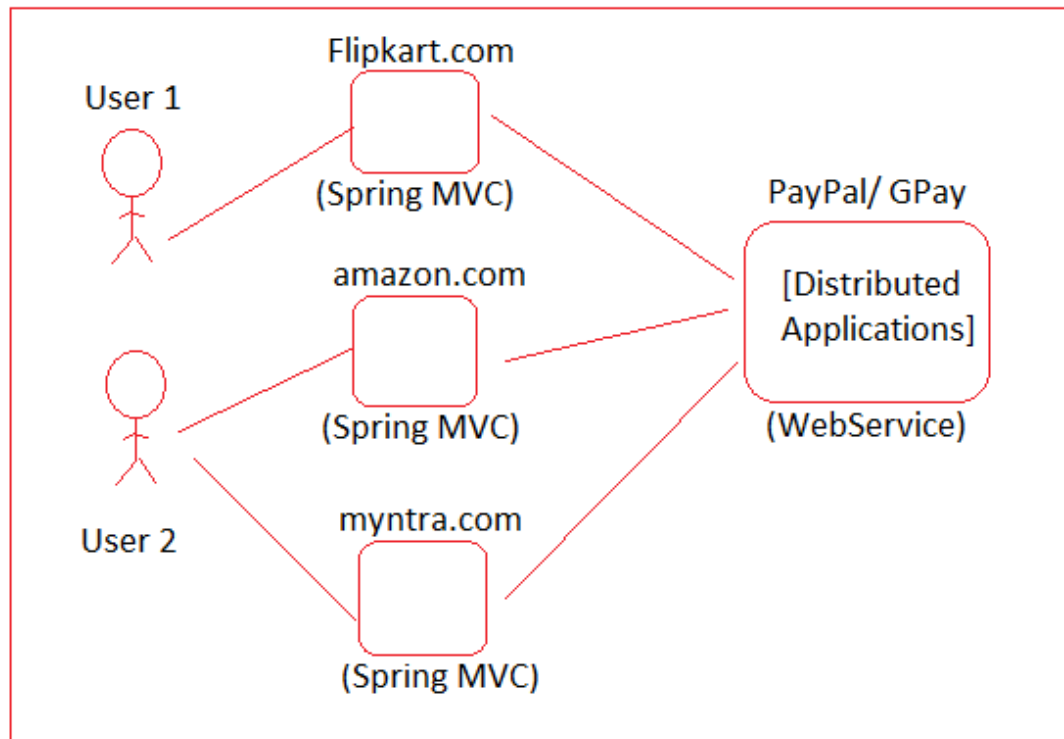 Flipkart.com
User 1
(Spring MVC)
PayPal/ GPay
amazon.com
[Distributed
Applications]
(Spring MVC)
(WebService)
myntra.com
User 2
(Spring MVC)